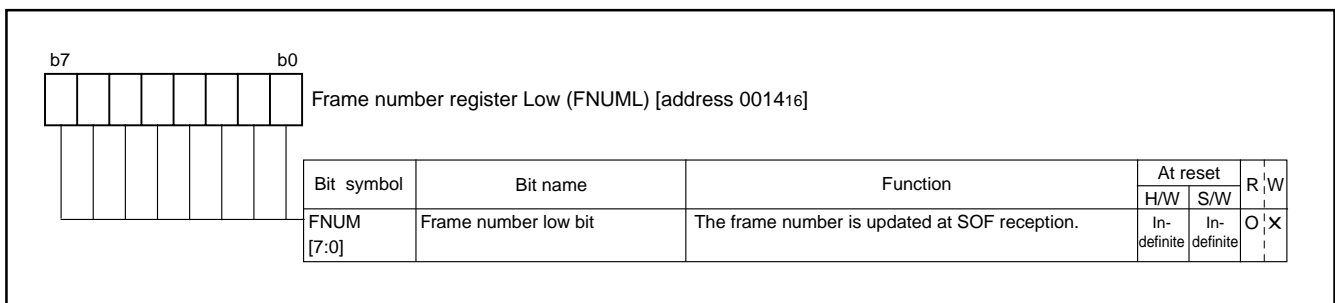 b7 b0
Frame number register Low (FNUML) [address 001416]
Bit symbol Bit name Function At reset R W
H/W S/W
FNUM Frame number low bit The frame number is updated at SOF reception. In- In- O X
[7:0] definite definite